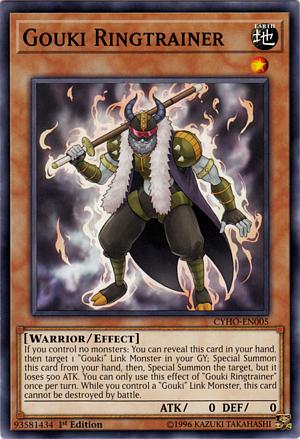 Gouki Ringtrainer
EARTH
地
CYHO-EN005
[WARRIOR/EFFECT]
If you control no monsters: You can reveal this card in your hand,
then target 1 "Gouki" Link Monster in your GY; Special Summon
this card from your hand, then, Special Summon the target, but it
loses 500 ATK. You can only use this effect of "Gouki Ringtrainer"
once per turn. While you control a "Gouki" Link Monster, this card
cannot be destroyed by battle.
ATK/ 0 DEF/ 0
93581434 1st Edition ©1996 KAZUKI TAKAHASHI